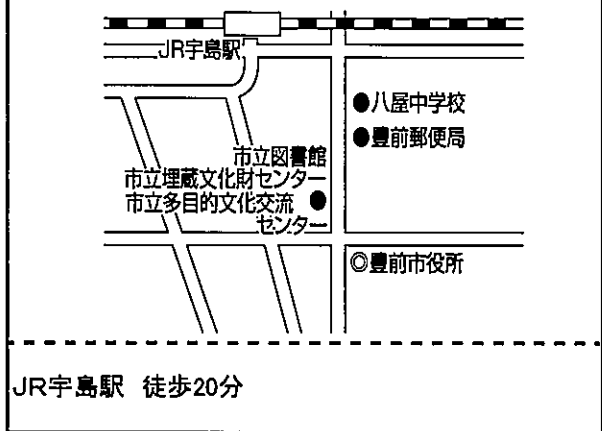 JR宇島駅
●八屋中学校
●豊前郵便局
市立図書館
市立埋蔵文化財センター
市立多目的文化交流
センター
◎豊前市役所
JR宇島駅 徒歩20分